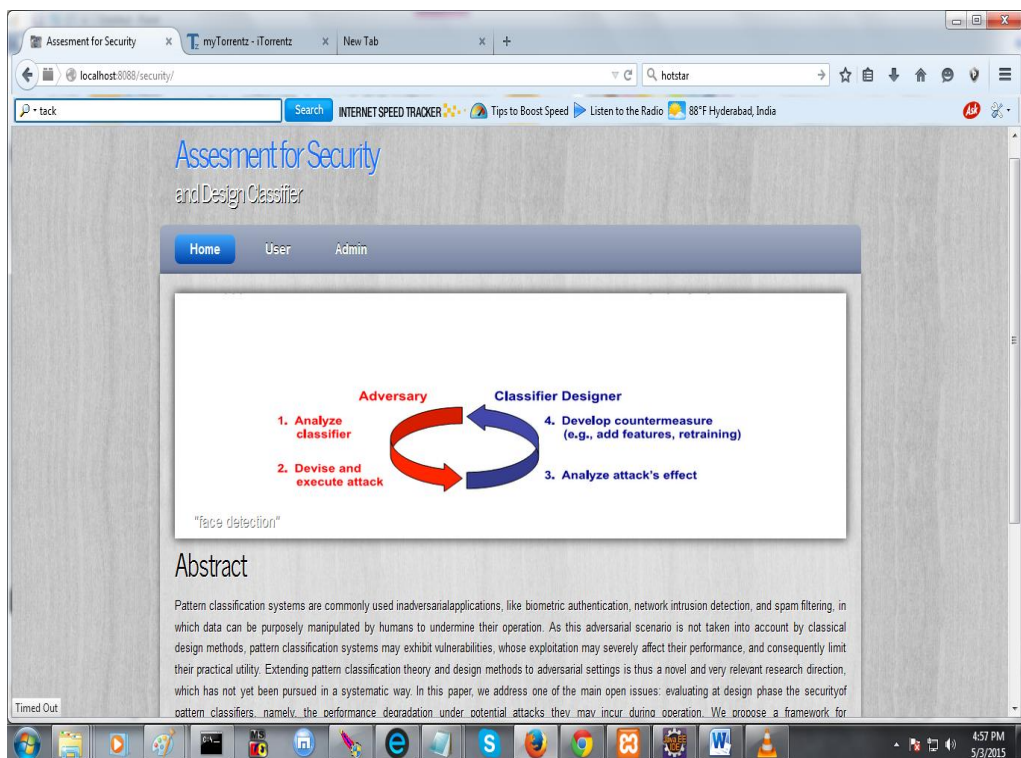 Assesment for Security
myTorrentz - iTorrentz
New Tab
localhost:8088/security/
hotstar
tack
Search
INTERNET SPEED TRACKER
Tips to Boost Speed
Listen to the Radio
88°F Hyderabad, India
Ask
Assesment for Security
and Design Classifier
Home User Admin
Adversary
1. Analyze
classifier
2. Devise and
execute attack
Classifier Designer
4. Develop countermeasure
(e.g., add features, retraining)
3. Analyze attack's effect
"face detection"
Abstract
Pattern classification systems are commonly used inadversarialapplications, like biometric authentication, network intrusion detection, and spam filtering, in
which data can be purposely manipulated by humans to undermine their operation. As this adversarial scenario is not taken into account by classical
design methods, pattern classification systems may exhibit vulnerabilities, whose exploitation may severely affect their performance, and consequently limit
their practical utility. Extending pattern classification theory and design methods to adversarial settings is thus a novel and very relevant research direction,
which has not yet been pursued in a systematic way. In this paper, we address one of the main open issues: evaluating at design phase the securityof
pattern classifiers, namely, the performance degradation under potential attacks they may incur during operation. We propose a framework for
Timed Out
4:57 PM
5/3/2015